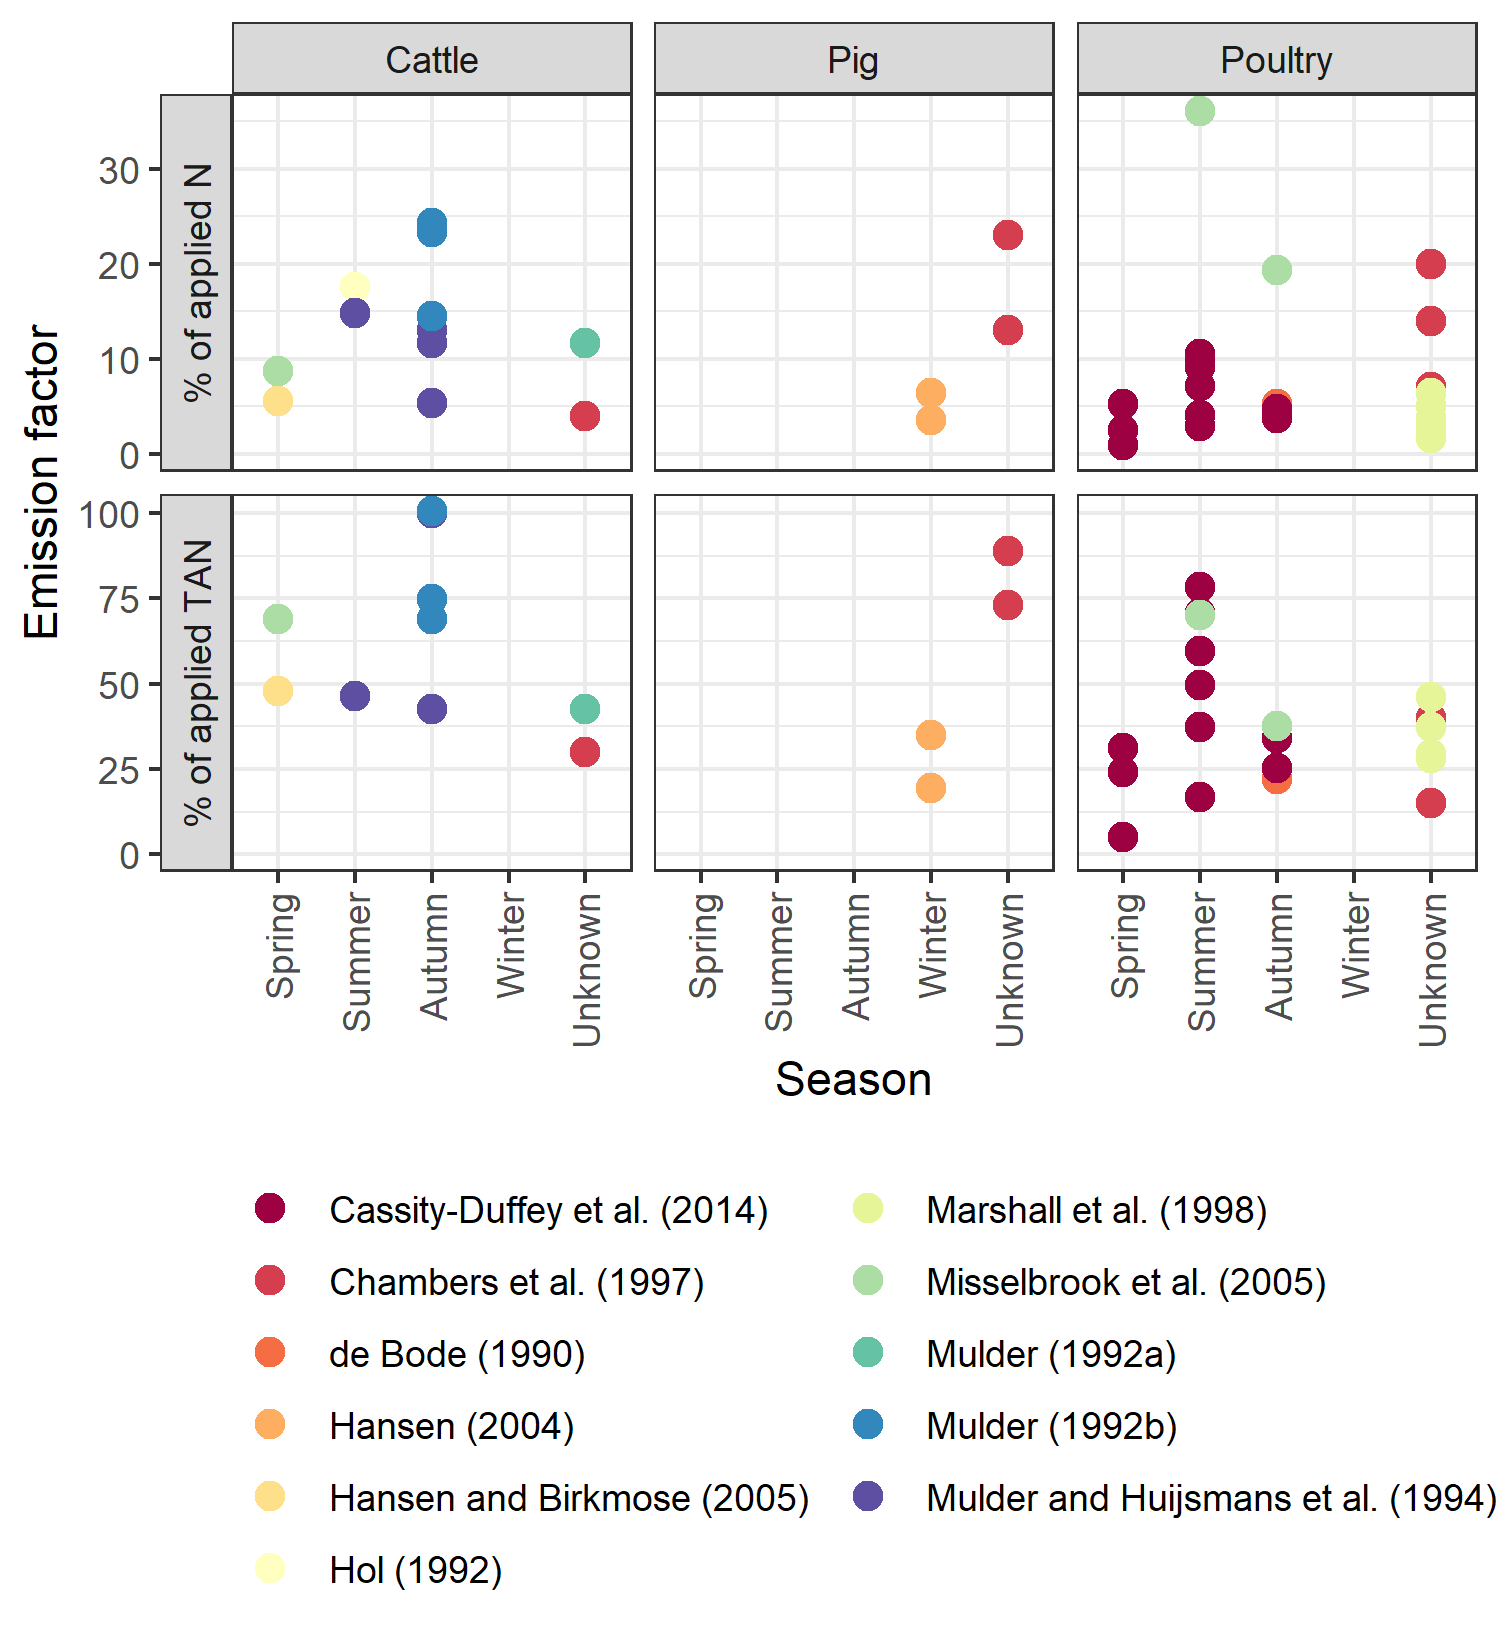 Cattle
Pig
Poultry
Emission factor
% of applied N
30
20
10
0
% of applied TAN
100
75
50
25
0
Spring
Summer
Autumn
Winter
Unknown
Spring
Summer
Autumn
Winter
Unknown
Spring
Summer
Autumn
Winter
Unknown
Season
Cassity-Duffey et al. (2014)
Chambers et al. (1997)
de Bode (1990)
Hansen (2004)
Hansen and Birkmose (2005)
Hol (1992)
Marshall et al. (1998)
Misselbrook et al. (2005)
Mulder (1992a)
Mulder (1992b)
Mulder and Huijsmans et al. (1994)